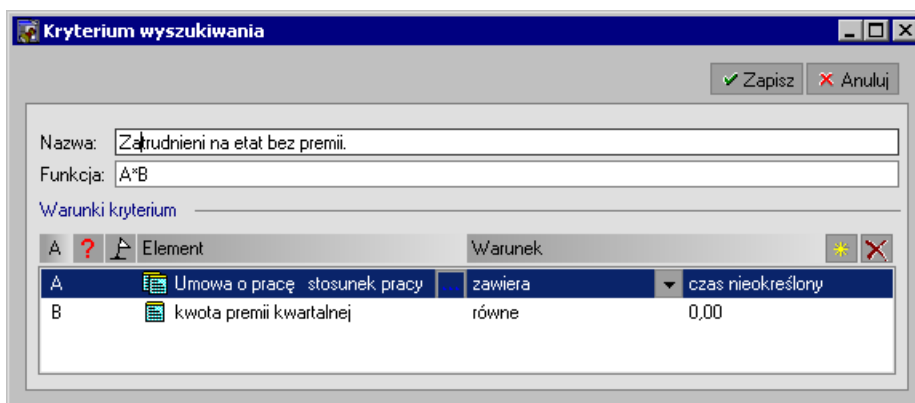 Kryterium wyszukiwania
Zapisz Anuluj
Nazwa: Zatrudnieni na etat bez premii.
Funkcja: A*B
Warunki kryterium
A ? Element Warunek
A Umowa o pracę stosunek pracy ... zawiera czas nieokreślony
B kwota premii kwartalnej równe 0,00